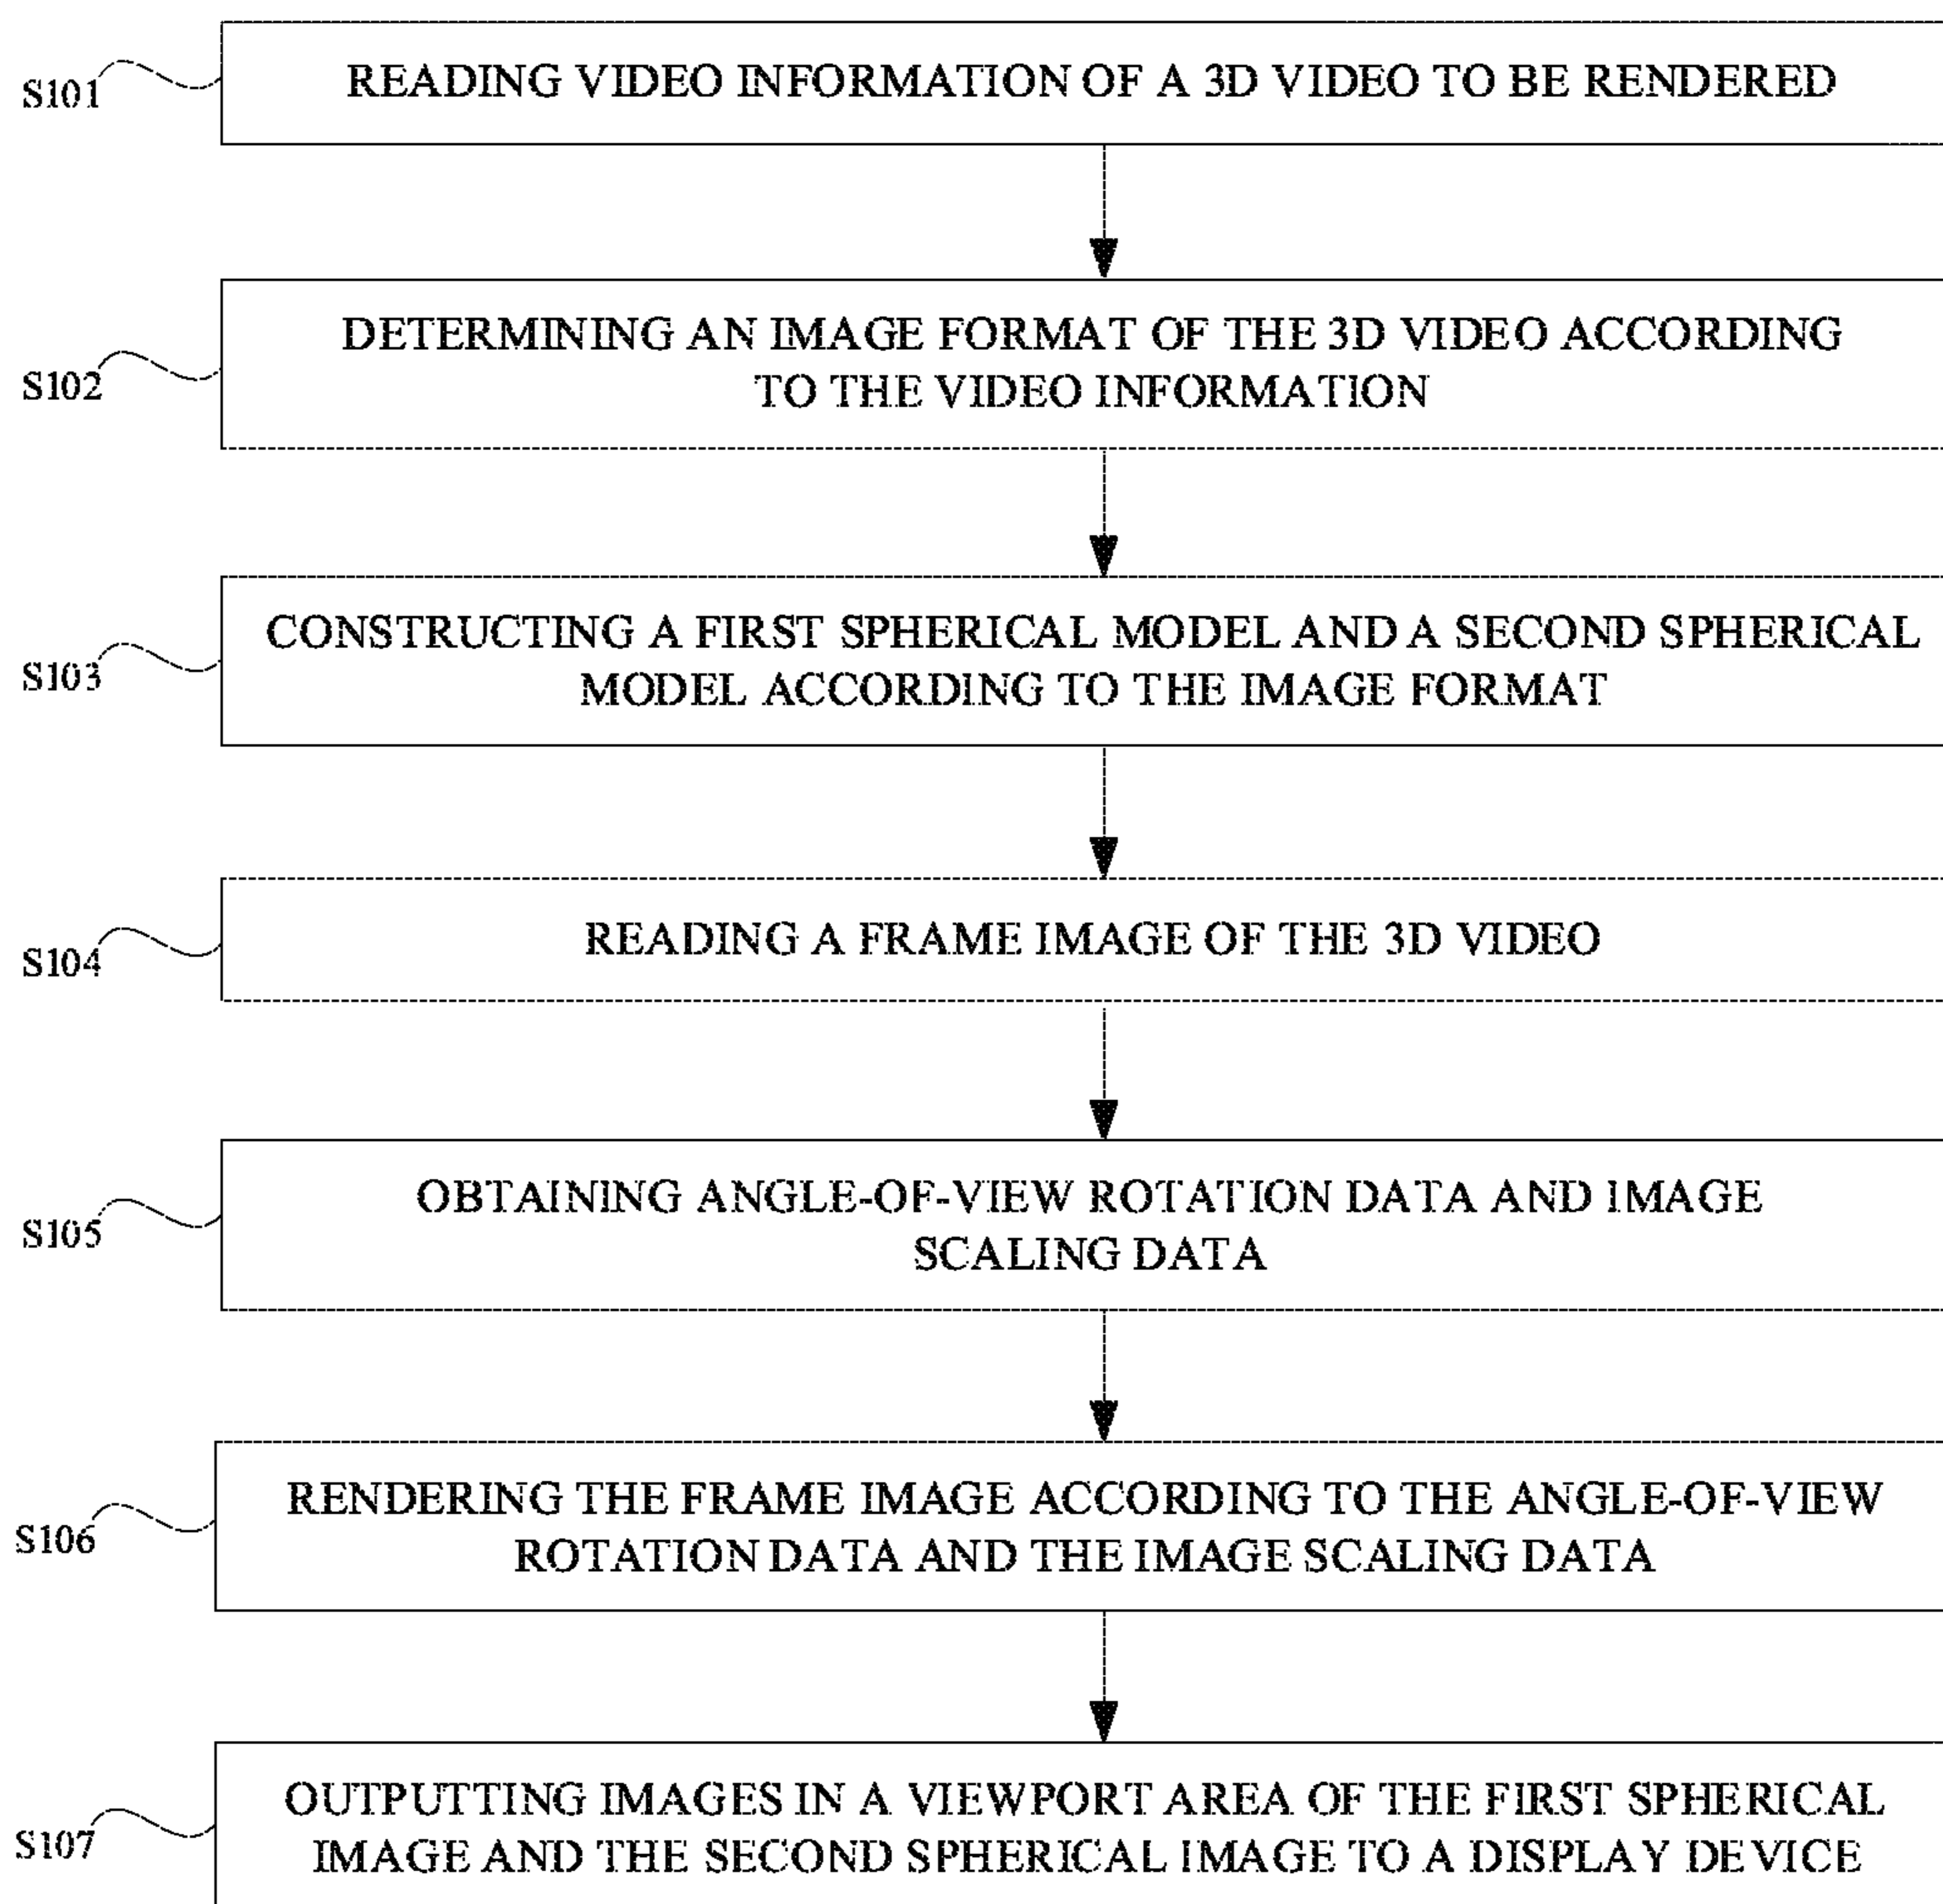 S101
READING VIDEO INFORMATION OF A 3D VIDEO TO BE RENDERED
S102
DETERMINING AN IMAGE FORMAT OF THE 3D VIDEO ACCORDING
TO THE VIDEO INFORMATION
S103
CONSTRUCTING A FIRST SPHERICAL MODEL AND A SECOND SPHERICAL
MODEL ACCORDING TO THE IMAGE FORMAT
S104
READING A FRAME IMAGE OF THE 3D VIDEO
S105
OBTAINING ANGLE-OF-VIEW ROTATION DATA AND IMAGE
SCALING DATA
S106
RENDERING THE FRAME IMAGE ACCORDING TO THE ANGLE-OF-VIEW
ROTATION DATA AND THE IMAGE SCALING DATA
S107
OUTPUTTING IMAGES IN A VIEWPORT AREA OF THE FIRST SPHERICAL
IMAGE AND THE SECOND SPHERICAL IMAGE TO A DISPLAY DEVICE